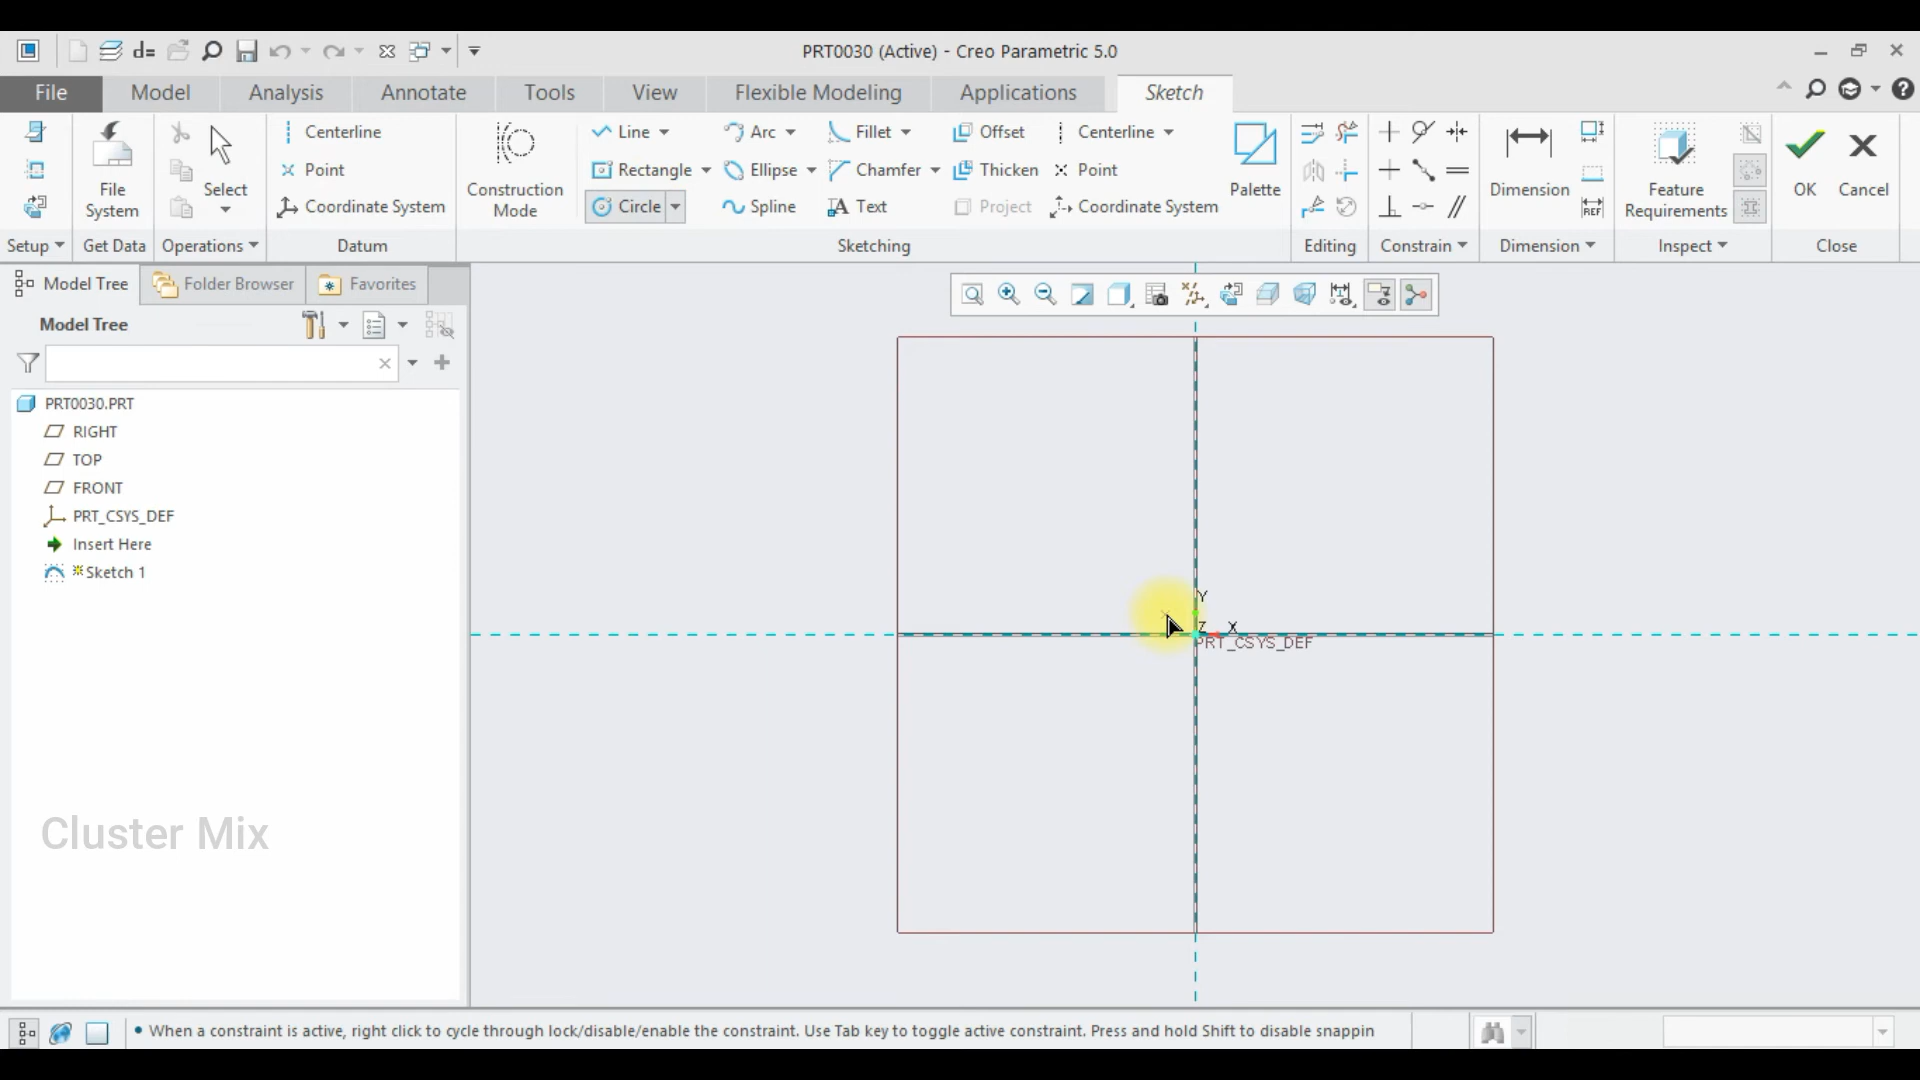 d=
PRT0030 (Active) - Creo Parametric 5.0
File Model Analysis Annotate Tools View Flexible Modeling Applications Sketch
Centerline Line Arc Fillet Offset Centerline
Point Rectangle Ellipse Chamfer Thicken Point
File System Select Construction Mode Palette Dimension Feature Requirements OK Cancel
Coordinate System Circle Spline Text Project Coordinate System
REF
Setup Get Data Operations Datum Sketching Editing Constrain Dimension Inspect Close
Model Tree Folder Browser Favorites
Model Tree
PRT0030.PRT
RIGHT
TOP
FRONT
PRT_CSYS_DEF
Insert Here
Sketch 1
Y
Z X
PRT_CSYS_DEF
Cluster Mix
• When a constraint is active, right click to cycle through lock/disable/enable the constraint. Use Tab key to toggle active constraint. Press and hold Shift to disable snappin